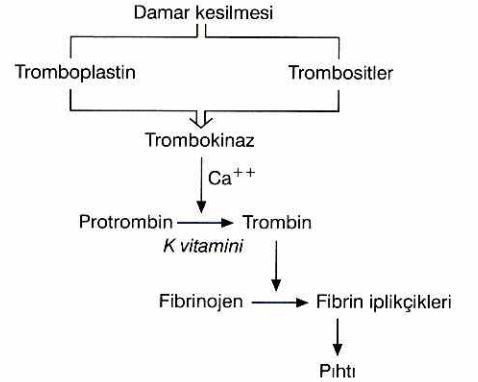 Damar kesilmesi
Tromboplastin Trombositler
Trombokinaz
Ca++
Protrombin Trombin
K vitamini
Fibrinojen Fibrin iplikçikleri
Pıhtı